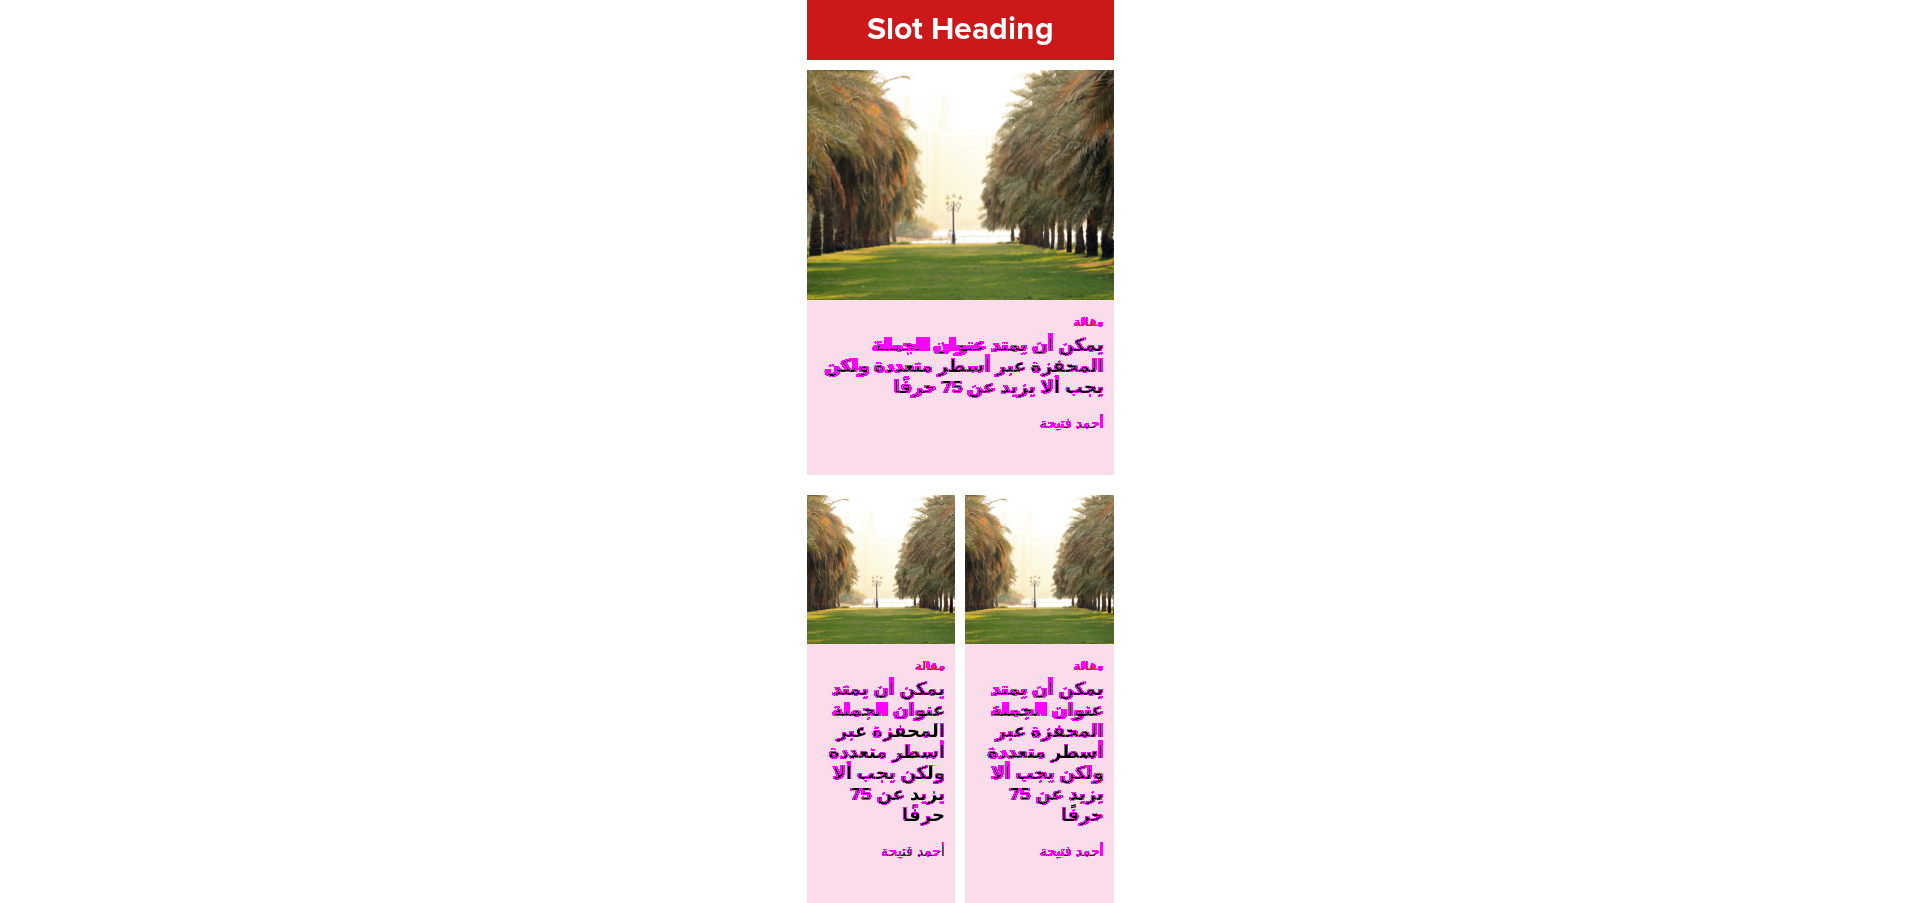 Slot Heading
مقالة
يمكن أن يمتد عنوان الجملة
المحفزة عبر أسطر متعددة ولكن
يجب ألا يزيد عن 75 حرفًا
أحمد فتيحة
مقالة
يمكن أن يمتد
عنوان الجملة
المحفزة عبر
أسطر متعددة
ولكن يجب ألا
يزيد عن 75
حرفًا
أحمد فتيحة
مقالة
يمكن أن يمتد
عنوان الجملة
المحفزة عبر
أسطر متعددة
ولكن يجب ألا
يزيد عن 75
حرفًا
أحمد فتيحة